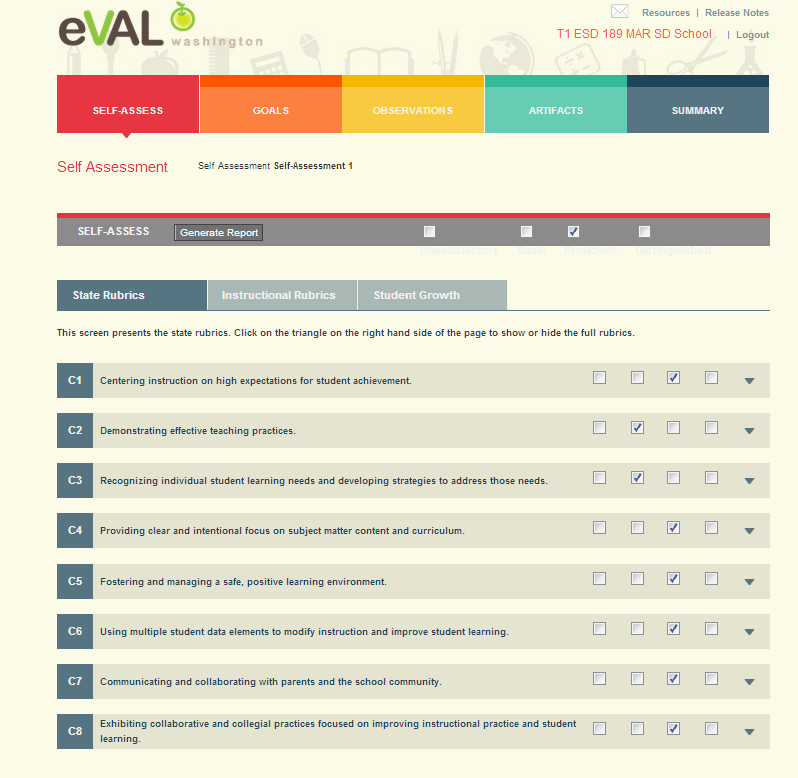 eVAL
washington
Resources | Release Notes
T1 ESD 189 MAR SD School | Logout
SELF-ASSESS GOALS OBSERVATIONS ARTIFACTS SUMMARY
Self Assessment Self Assessment Self-Assessment 1
SELF-ASSESS Generate Report
Unsatisfactory Basic Proficient Distinguished
State Rubrics Instructional Rubrics Student Growth
This screen presents the state rubrics. Click on the triangle on the right hand side of the page to show or hide the full rubrics.
C1 Centering instruction on high expectations for student achievement.
C2 Demonstrating effective teaching practices.
C3 Recognizing individual student learning needs and developing strategies to address those needs.
C4 Providing clear and intentional focus on subject matter content and curriculum.
C5 Fostering and managing a safe, positive learning environment.
C6 Using multiple student data elements to modify instruction and improve student learning.
C7 Communicating and collaborating with parents and the school community.
C8 Exhibiting collaborative and collegial practices focused on improving instructional practice and student
learning.